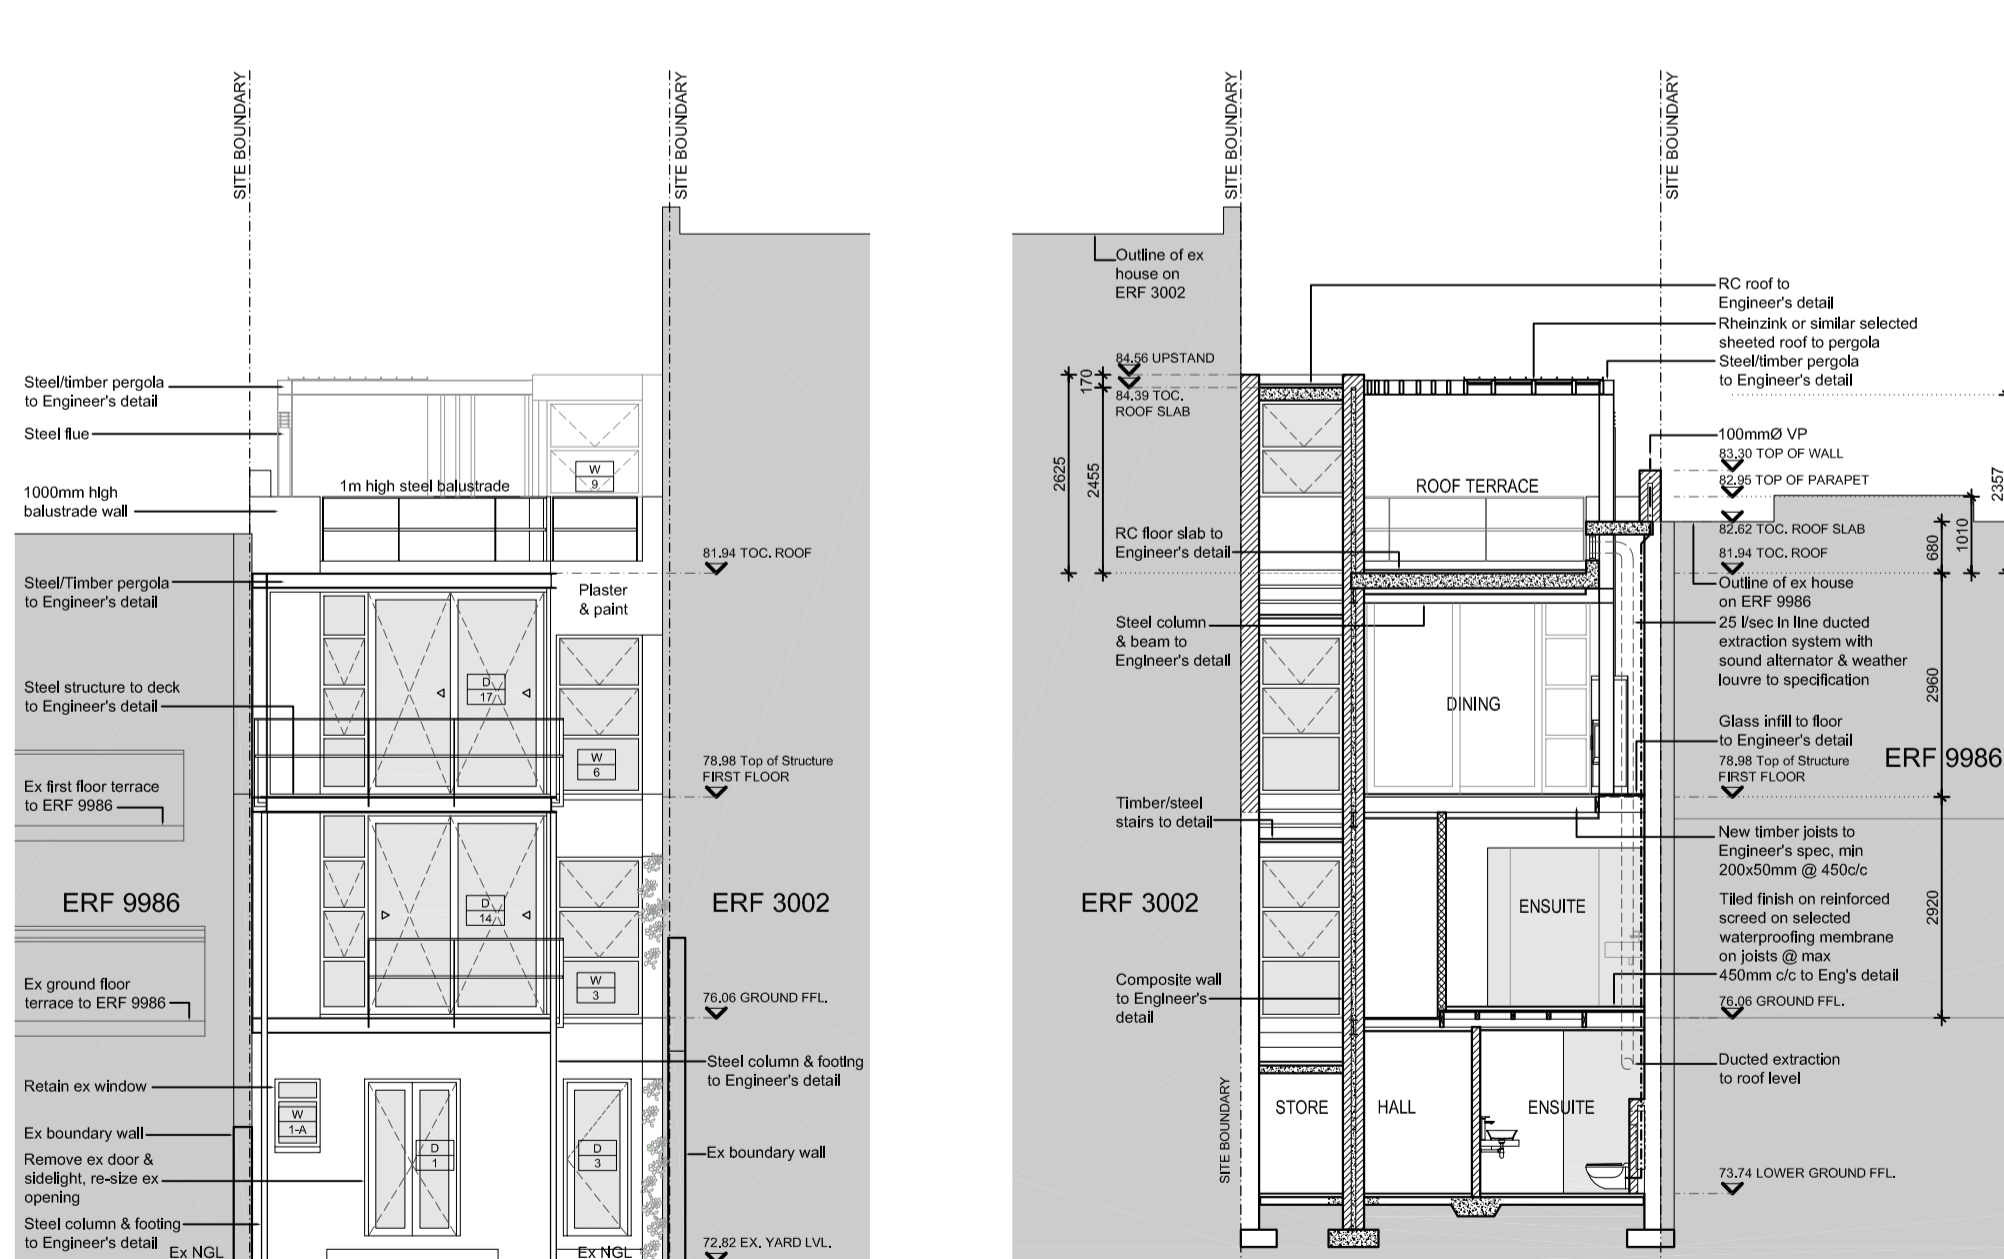 SITE BOUNDARY
SITE BOUNDARY
Steel/timber pergola
to Engineer's detail
Steel flue
1000mm high
balustrade wall
1m high steel balustrade
W
9
81.94 TOC. ROOF
Steel/Timber pergola
to Engineer's detail
Plaster
& paint
Steel structure to deck
to Engineer's detail
D
17
W
6
78.98 Top of Structure
FIRST FLOOR
Ex first floor terrace
to ERF 9986
ERF 9986
D
14
ERF 3002
W
3
Ex ground floor
terrace to ERF 9986
76.06 GROUND FFL.
Steel column & footing
to Engineer's detail
Retain ex window
W
1-A
Ex boundary wall
Remove ex door &
sidelight, re-size ex
opening
D
1
D
3
Ex boundary wall
Steel column & footing
to Engineer's detail
Ex NGL
Ex NGL
72.82 EX. YARD LVL.
SITE BOUNDARY
SITE BOUNDARY
Outline of ex
house on
ERF 3002
RC roof to
Engineer's detail
Rheinzink or similar selected
sheeted roof to pergola
Steel/timber pergola
to Engineer's detail
84.56 UPSTAND
170
84.39 TOC.
ROOF SLAB
2625
2455
100mmØ VP
83.30 TOP OF WALL
82.95 TOP OF PARAPET
2357
ROOF TERRACE
82.62 TOC. ROOF SLAB
680
1010
RC floor slab to
Engineer's detail
81.94 TOC. ROOF
Outline of ex house
on ERF 9986
25 l/sec In line ducted
extraction system with
sound alternator & weather
louvre to specification
Steel column
& beam to
Engineer's detail
2960
DINING
Glass infill to floor
to Engineer's detail
ERF 9986
78.98 Top of Structure
FIRST FLOOR
Timber/steel
stairs to detail
New timber joists to
Engineer's spec, min
200x50mm @ 450c/c
ERF 3002
ENSUITE
Tiled finish on reinforced
screed on selected
waterproofing membrane
on joists @ max
450mm c/c to Eng's detail
2920
Composite wall
to Engineer's
detail
76.06 GROUND FFL.
Ducted extraction
to roof level
SITE BOUNDARY
STORE
HALL
ENSUITE
73.74 LOWER GROUND FFL.